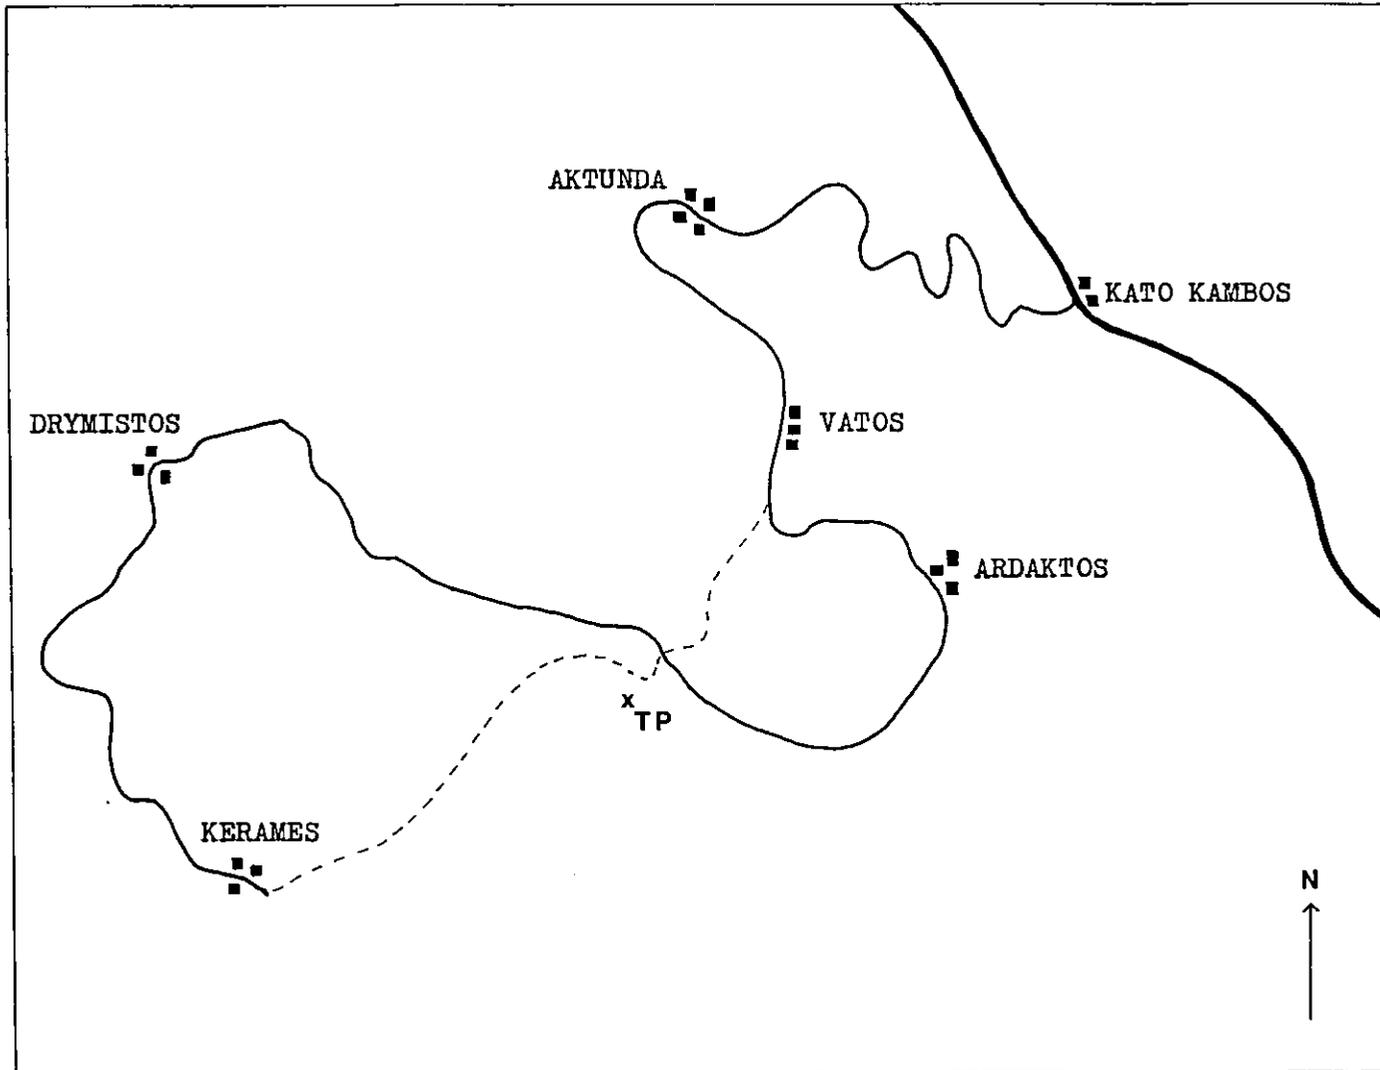 AKTUNDA
KATO KAMBOS
DRYMISTOS
VATOS
ARDAKTOS
x TP
KERAMES
N